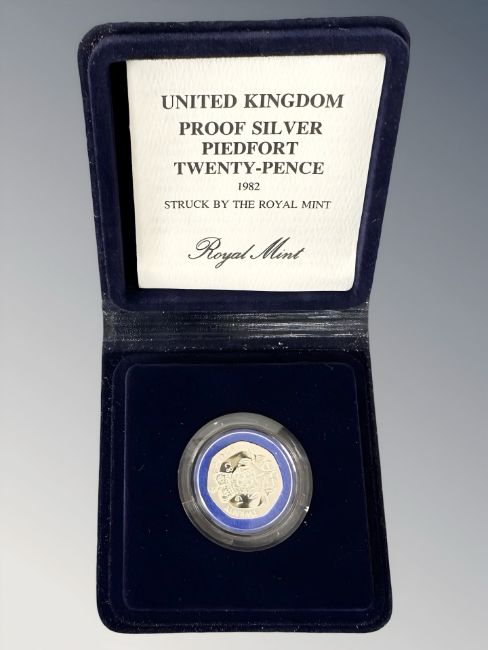 UNITED KINGDOM
PROOF SILVER
PIEDFORT
TWENTY-PENCE
1982
STRUCK BY THE ROYAL MINT
Royal Mint